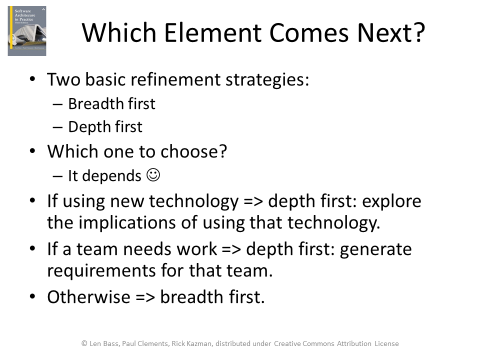 Software
Architecture
in Practice
Which Element Comes Next?
• Two basic refinement strategies:
– Breadth first
– Depth first
• Which one to choose?
– It depends ☺
• If using new technology => depth first: explore
the implications of using that technology.
• If a team needs work => depth first: generate
requirements for that team.
• Otherwise => breadth first.
© Len Bass, Paul Clements, Rick Kazman, distributed under Creative Commons Attribution License